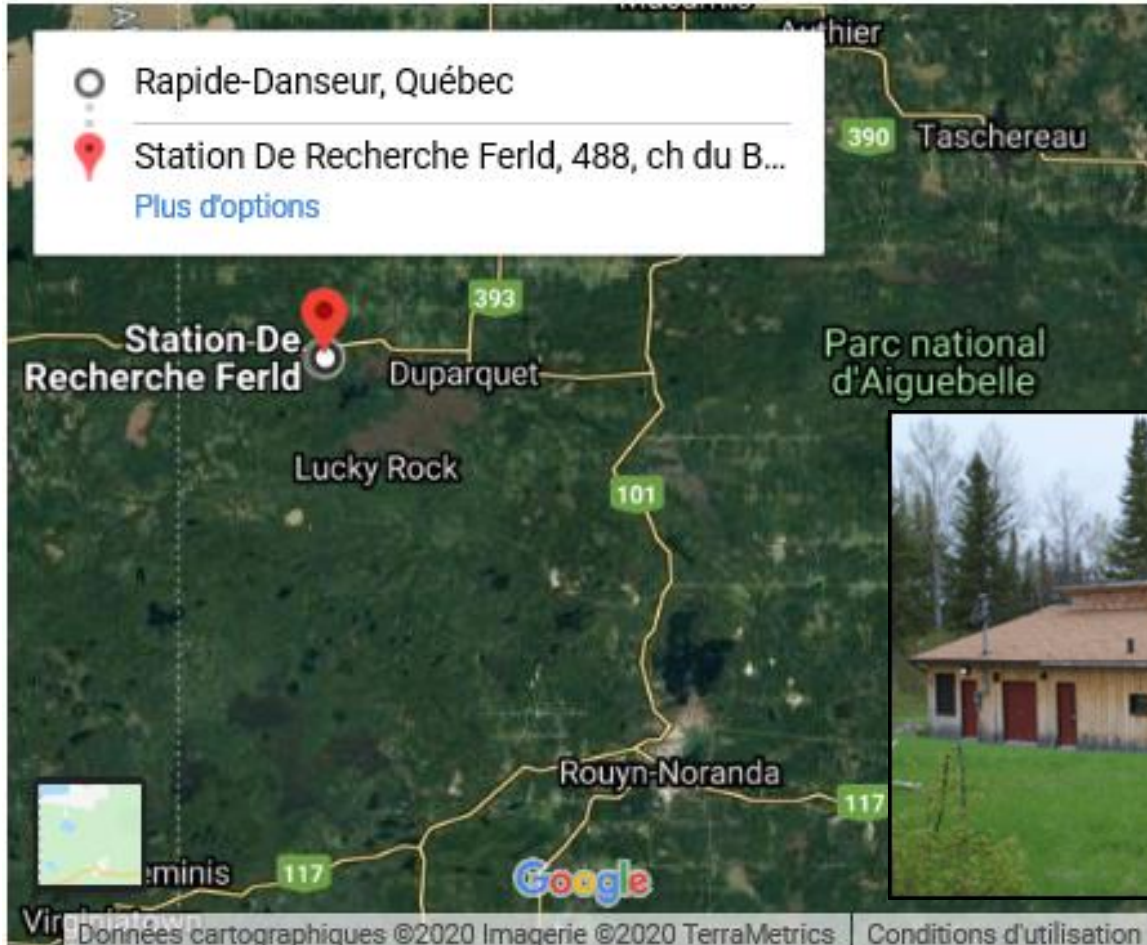 Authier
Rapide-Danseur, Québec
Station De Recherche Ferld, 488, ch du B...
Plus d'options
390
Taschereau
393
Station De
Recherche Ferld
Duparquet
Parc national
d'Aiguebelle
Lucky Rock
101
Rouyn-Noranda
117
eminis
117
Google
Virginiatown
Données cartographiques ©2020 Imagerie ©2020 TerraMetrics
Conditions d'utilisation